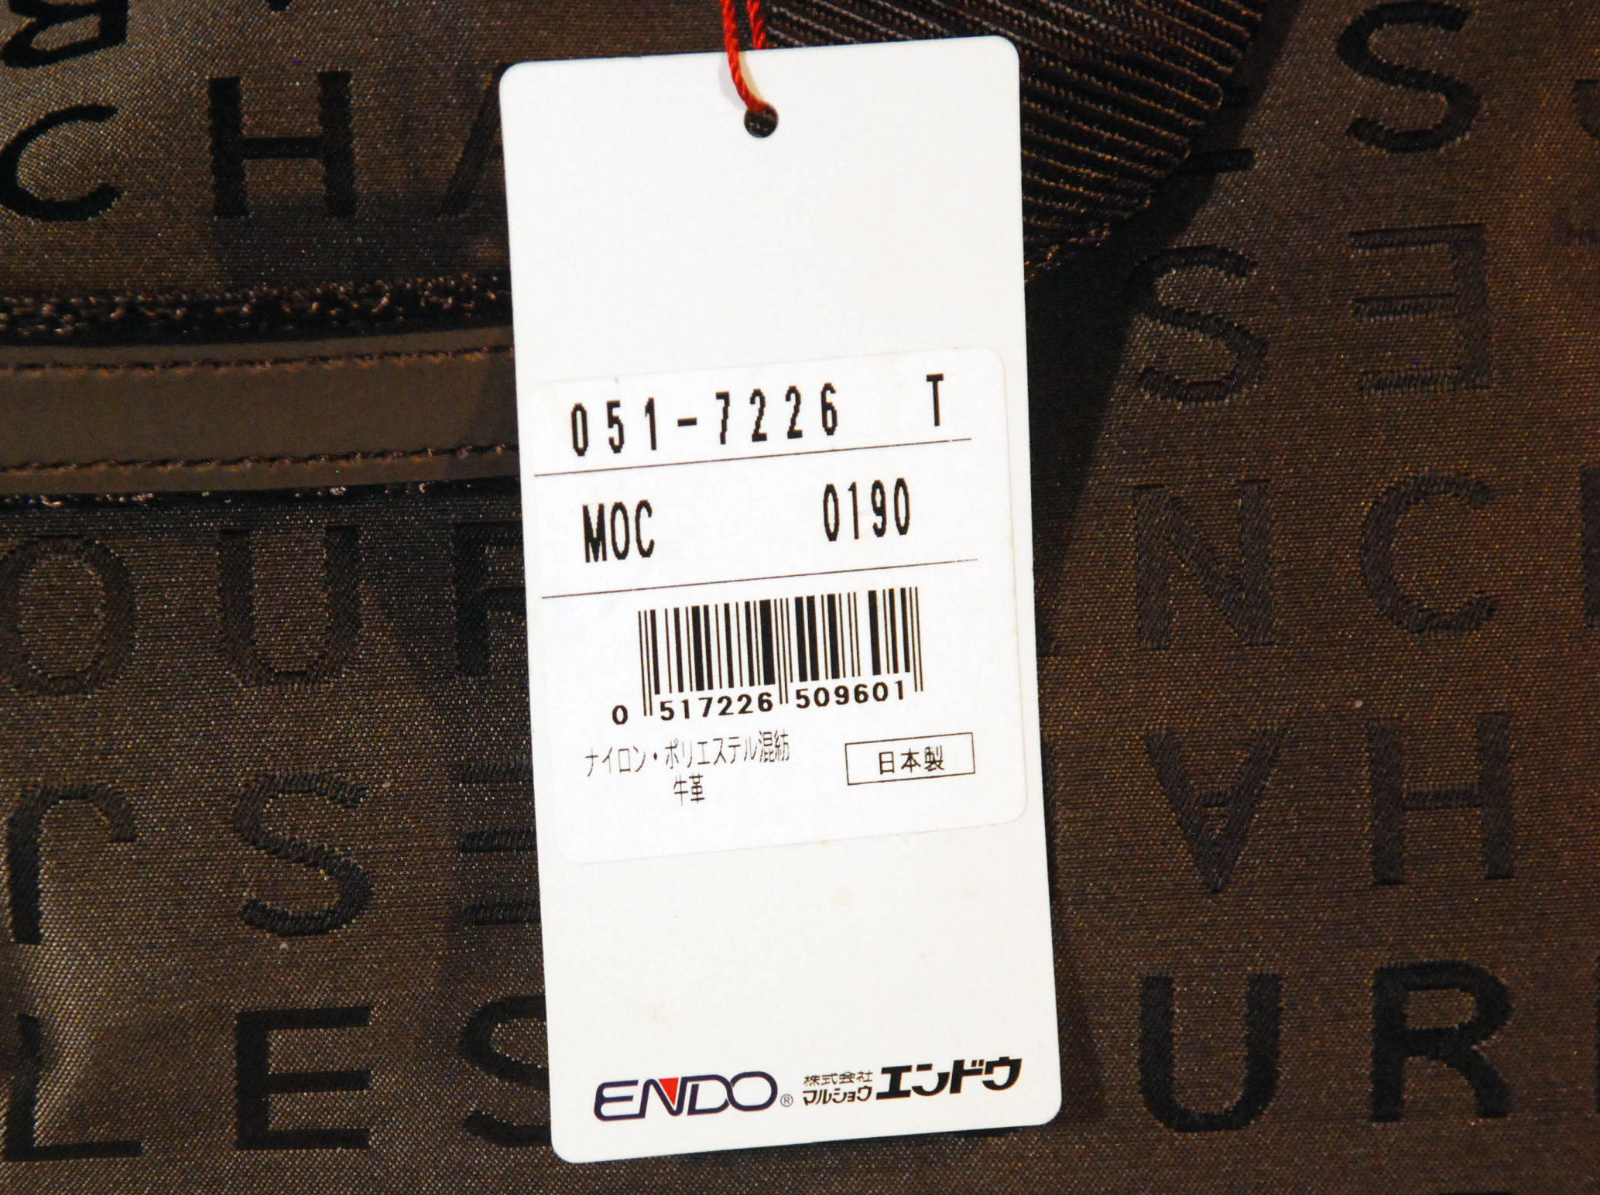 051-7226 T
MOC 0190
0 517226 509601
ナイロン・ポリエステル混紡
牛革
日本製
ENDO® 株式会社マルショウ エンドウ